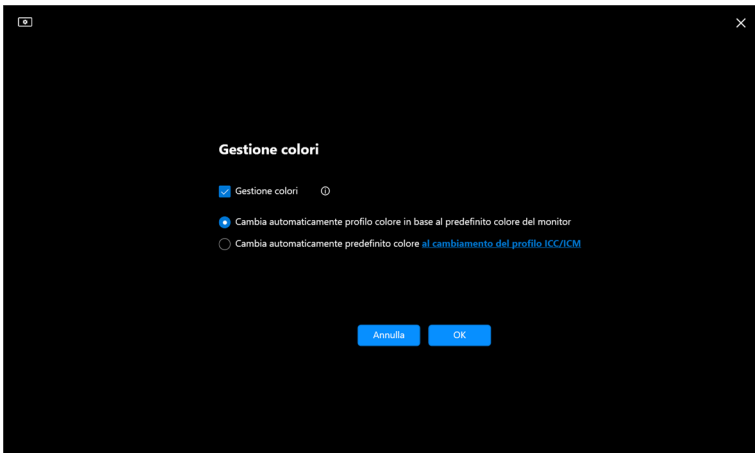 Gestione colori
Gestione colori
Cambia automaticamente profilo colore in base al predefinito colore del monitor
Cambia automaticamente predefinito colore al cambiamento del profilo ICC/ICM
Annulla OK